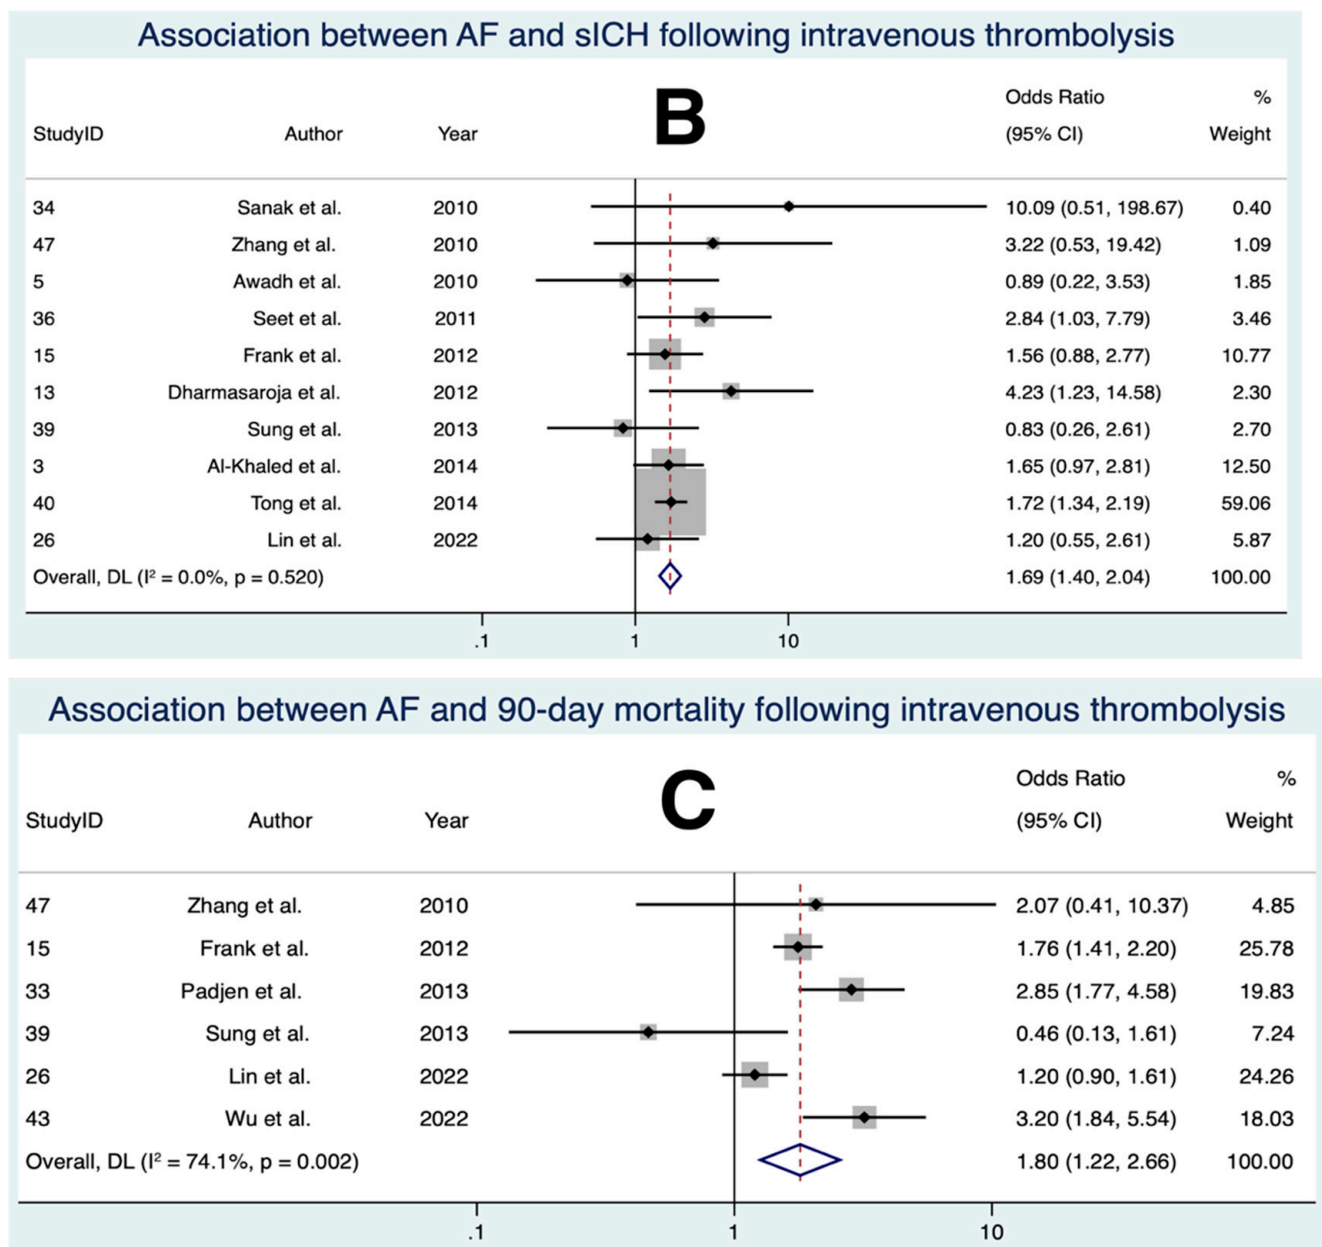 Association between AF and sICH following intravenous thrombolysis
B
Odds Ratio %
StudyID Author Year (95% CI) Weight
34 Sanak et al. 2010 10.09 (0.51, 198.67) 0.40
47 Zhang et al. 2010 3.22 (0.53, 19.42) 1.09
5 Awadh et al. 2010 0.89 (0.22, 3.53) 1.85
36 Seet et al. 2011 2.84 (1.03, 7.79) 3.46
15 Frank et al. 2012 1.56 (0.88, 2.77) 10.77
13 Dharmasaroja et al. 2012 4.23 (1.23, 14.58) 2.30
39 Sung et al. 2013 0.83 (0.26, 2.61) 2.70
3 Al-Khaled et al. 2014 1.65 (0.97, 2.81) 12.50
40 Tong et al. 2014 1.72 (1.34, 2.19) 59.06
26 Lin et al. 2022 1.20 (0.55, 2.61) 5.87
Overall, DL (I² = 0.0%, p = 0.520) 1.69 (1.40, 2.04) 100.00
.1 1 10
Association between AF and 90-day mortality following intravenous thrombolysis
C
Odds Ratio %
StudyID Author Year (95% CI) Weight
47 Zhang et al. 2010 2.07 (0.41, 10.37) 4.85
15 Frank et al. 2012 1.76 (1.41, 2.20) 25.78
33 Padjen et al. 2013 2.85 (1.77, 4.58) 19.83
39 Sung et al. 2013 0.46 (0.13, 1.61) 7.24
26 Lin et al. 2022 1.20 (0.90, 1.61) 24.26
43 Wu et al. 2022 3.20 (1.84, 5.54) 18.03
Overall, DL (I² = 74.1%, p = 0.002) 1.80 (1.22, 2.66) 100.00
.1 1 10